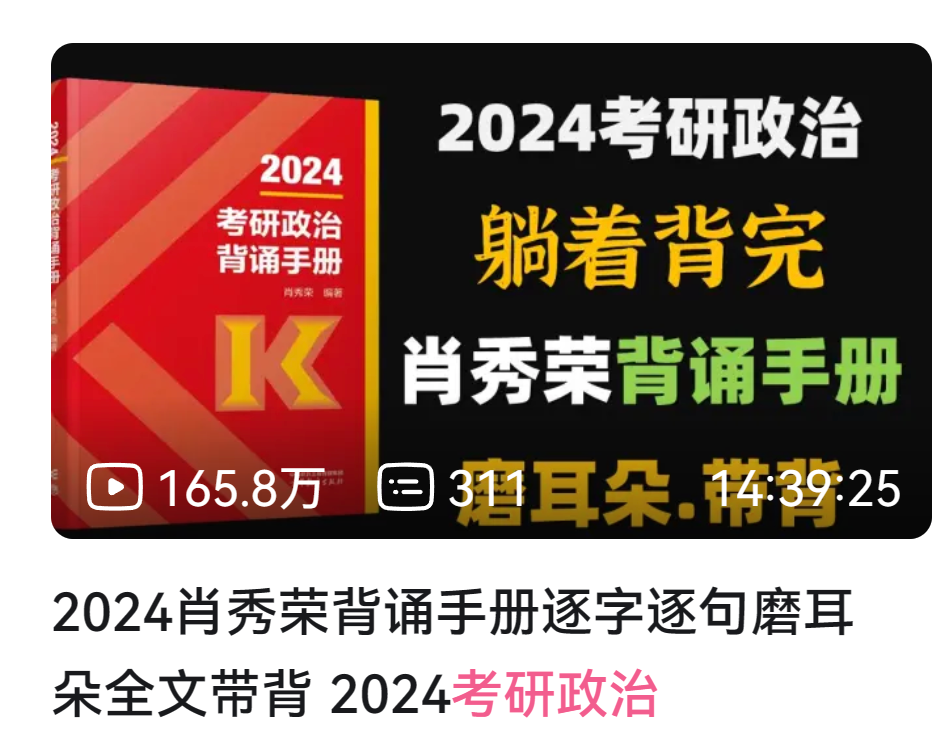 2024
考研政治
背诵手册
肖秀荣 编著
2024考研政治
躺着背完
肖秀荣背诵手册
磨耳朵.带背
165.8万
311
14:39:25
2024肖秀荣背诵手册逐字逐句磨耳
朵全文带背 2024考研政治